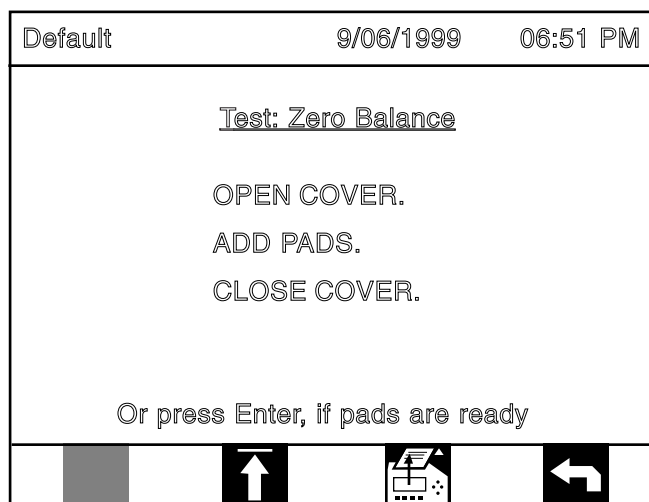 Default 9/06/1999 06:51 PM
Test: Zero Balance
OPEN COVER.
ADD PADS.
CLOSE COVER.
Or press Enter, if pads are ready